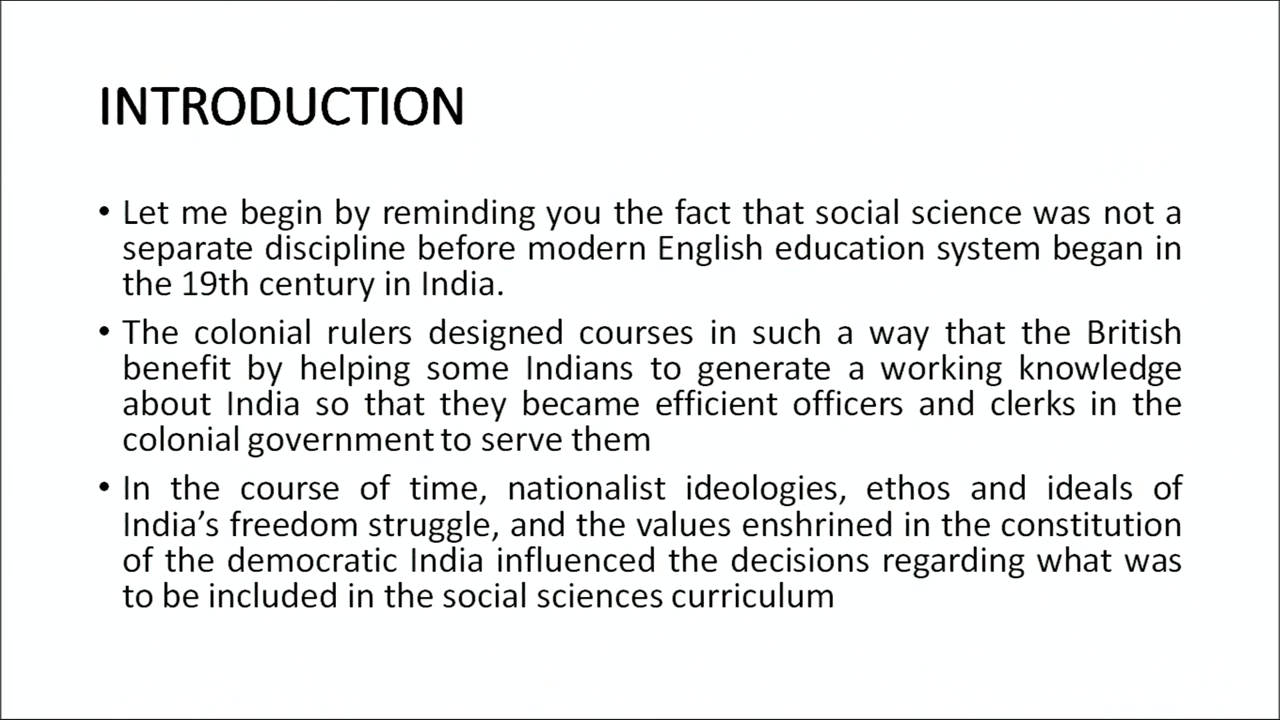 INTRODUCTION
• Let me begin by reminding you the fact that social science was not a
separate discipline before modern English education system began in
the 19th century in India.
• The colonial rulers designed courses in such a way that the British
benefit by helping some Indians to generate a working knowledge
about India so that they became efficient officers and clerks in the
colonial government to serve them
• In the course of time, nationalist ideologies, ethos and ideals of
India’s freedom struggle, and the values enshrined in the constitution
of the democratic India influenced the decisions regarding what was
to be included in the social sciences curriculum